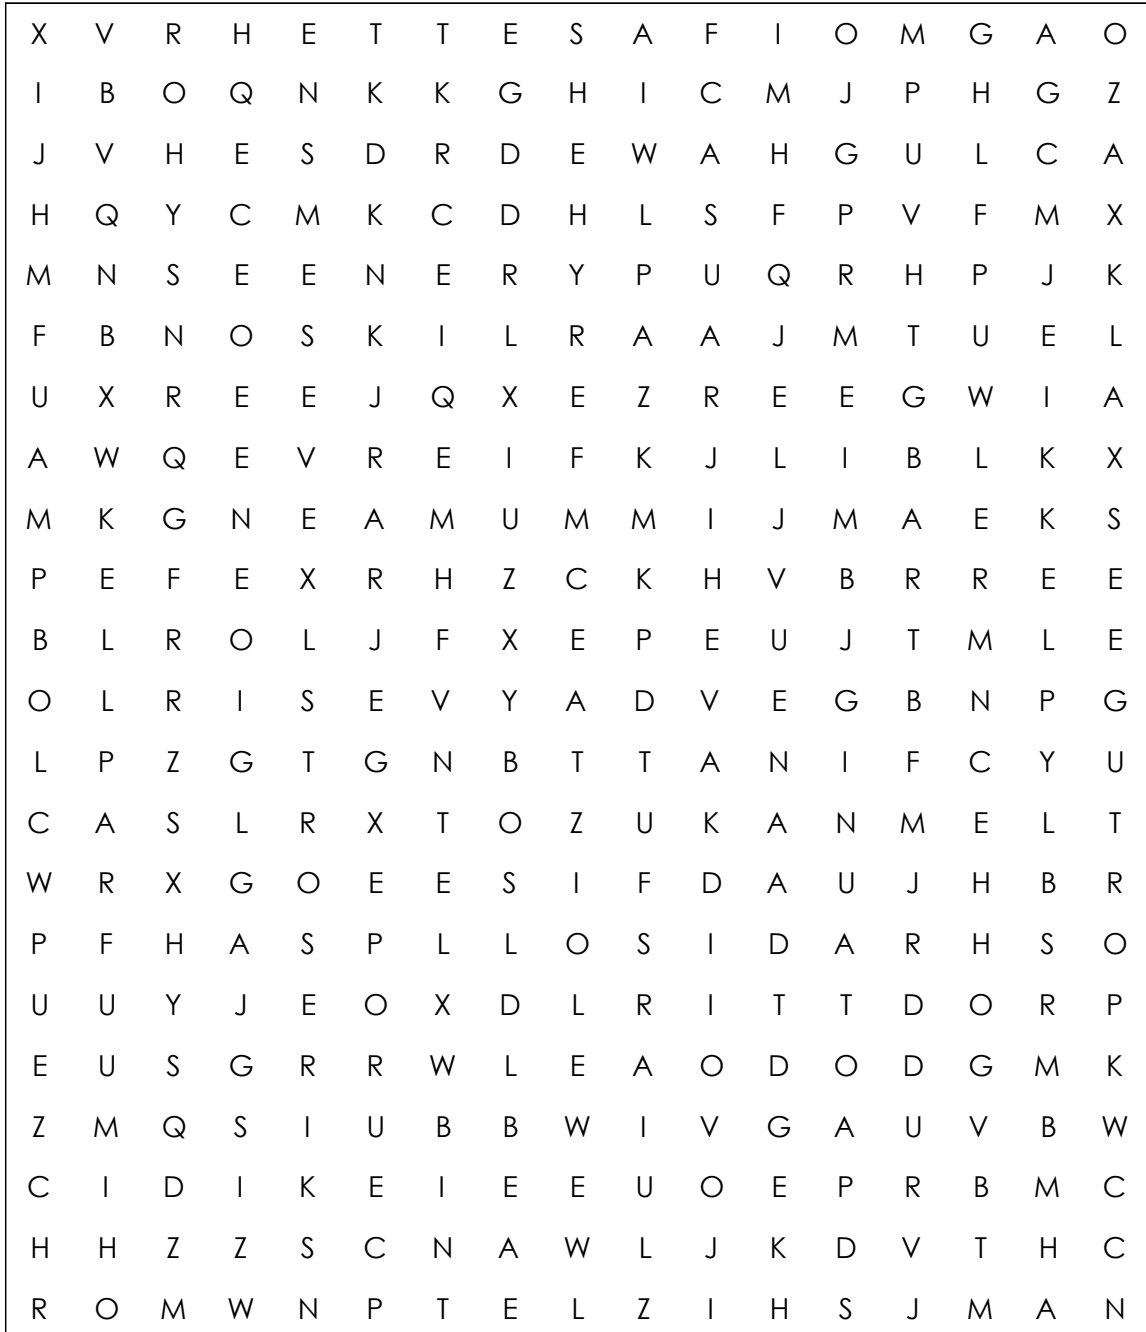 X V R H E T T E S A F I O M G A O
I B O Q N K K G H I C M J P H G Z
J V H E S D R D E W A H G U L C A
H Q Y C M K C D H L S F P V F M X
M N S E E N E R Y P U Q R H P J K
F B N O S K I L R A A J M T U E L
U X R E E J Q X E Z R E E G W I A
A W Q E V R E I F K J L I B L K X
M K G N E A M U M M I J M A E K S
P E F E X R H Z C K H V B R R E E
B L R O L J F X E P E U J T M L E
O L R I S E V Y A D V E G B N P G
L P Z G T G N B T T A N I F C Y U
C A S L R X T O Z U K A N M E L T
W R X G O E E S I F D A U J H B R
P F H A S P L L O S I D A R H S O
U U Y J E O X D L R I T T D O R P
E U S G R R W L E A O D O D G M K
Z M Q S I U B B W I V G A U V B W
C I D I K E I E E U O E P R B M C
H H Z Z S C N A W L J K D V T H C
R O M W N P T E L Z I H S J M A N